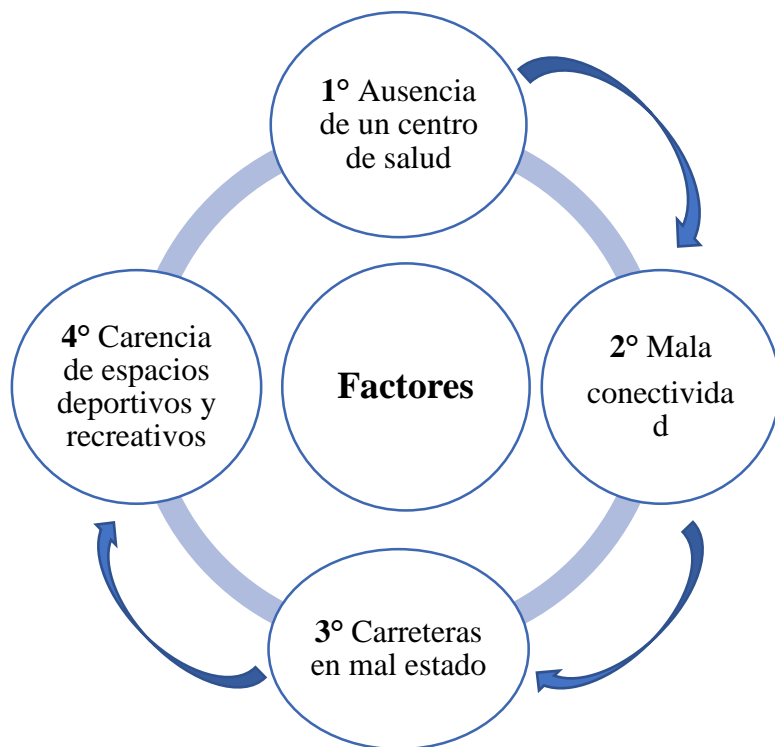 1° Ausencia
de un centro
de salud
4° Carencia
de espacios
deportivos y
recreativos
Factores
2° Mala
conectivida
d
3° Carreteras
en mal estado